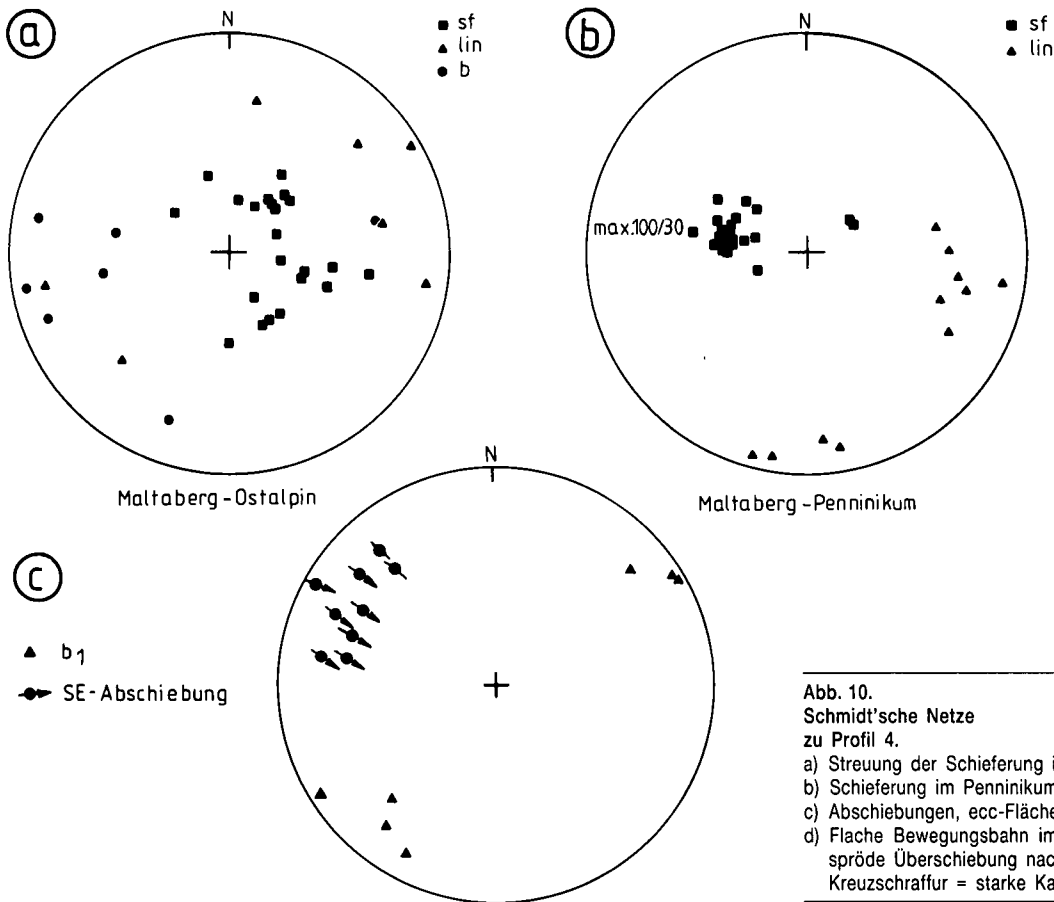 a
N
sf
lin
b
Maltaberg-Ostalpin
b
N
sf
lin
max.100/30
Maltaberg-Penninikum
c
N
b1
SE-Abschiebung
Abb. 10.
Schmidt'sche Netze
zu Profil 4.
a) Streuung der Schieferung i
b) Schieferung im Penninikum
c) Abschiebungen, ecc-Fläche
d) Flache Bewegungsbahn im
spröde Überschiebung nac
Kreuzschraffur = starke Ka